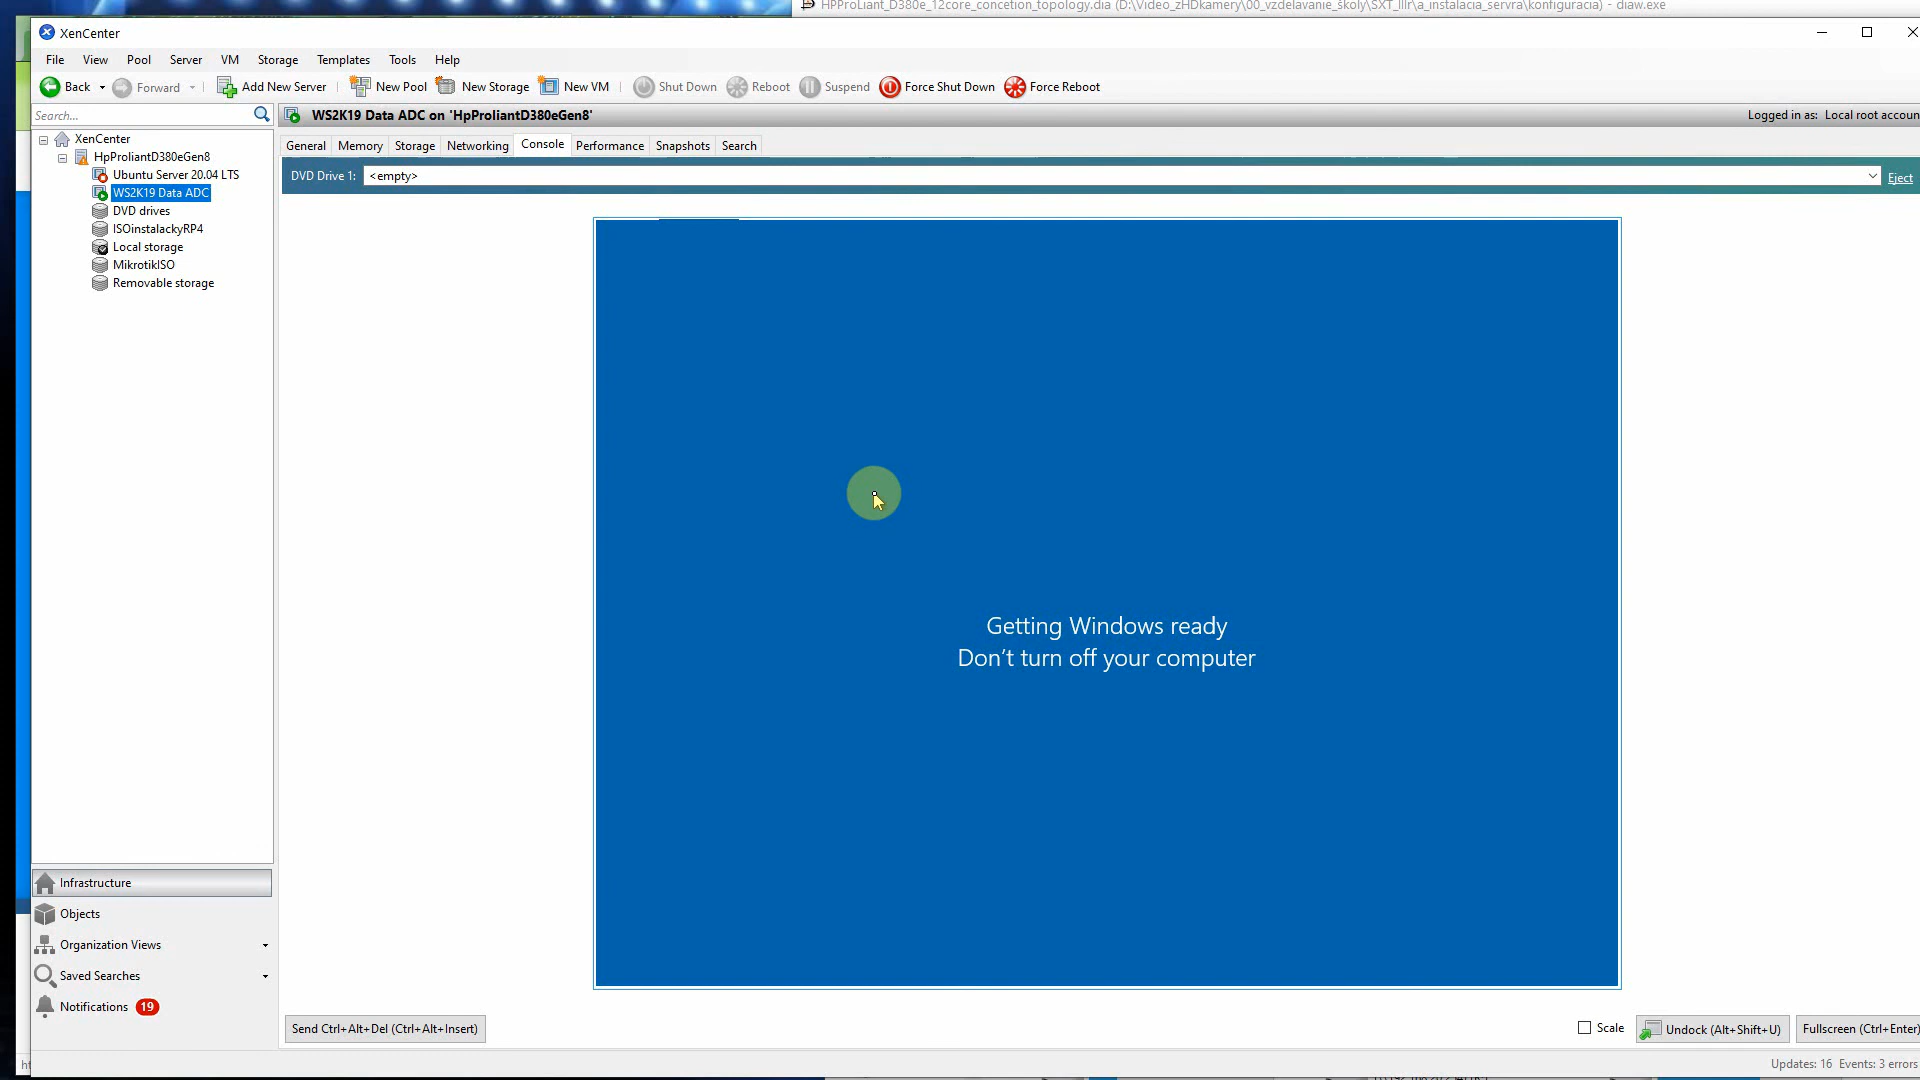 HPProLiant_D380e_12core_concetion_topology.dia (D:\Video_zHDkamery\00_vzdelavanie_skoly\SXT_IIIr\a_instalacia_servra\konfiguracia) - diaw.exe
XenCenter
File View Pool Server VM Storage Templates Tools Help
Back Forward Add New Server New Pool New Storage New VM Shut Down Reboot Suspend Force Shut Down Force Reboot
Search...
WS2K19 Data ADC on 'HpProliantD380eGen8'
Logged in as: Local root accoun
XenCenter
HpProliantD380eGen8
Ubuntu Server 20.04 LTS
WS2K19 Data ADC
DVD drives
ISOinstalackyRP4
Local storage
MikrotikISO
Removable storage
General Memory Storage Networking Console Performance Snapshots Search
DVD Drive 1: <empty> Eject
Getting Windows ready
Don't turn off your computer
Infrastructure
Objects
Organization Views
Saved Searches
Notifications 19
Send Ctrl+Alt+Del (Ctrl+Alt+Insert)
Scale Undock (Alt+Shift+U) Fullscreen (Ctrl+Enter)
Updates: 16 Events: 3 errors